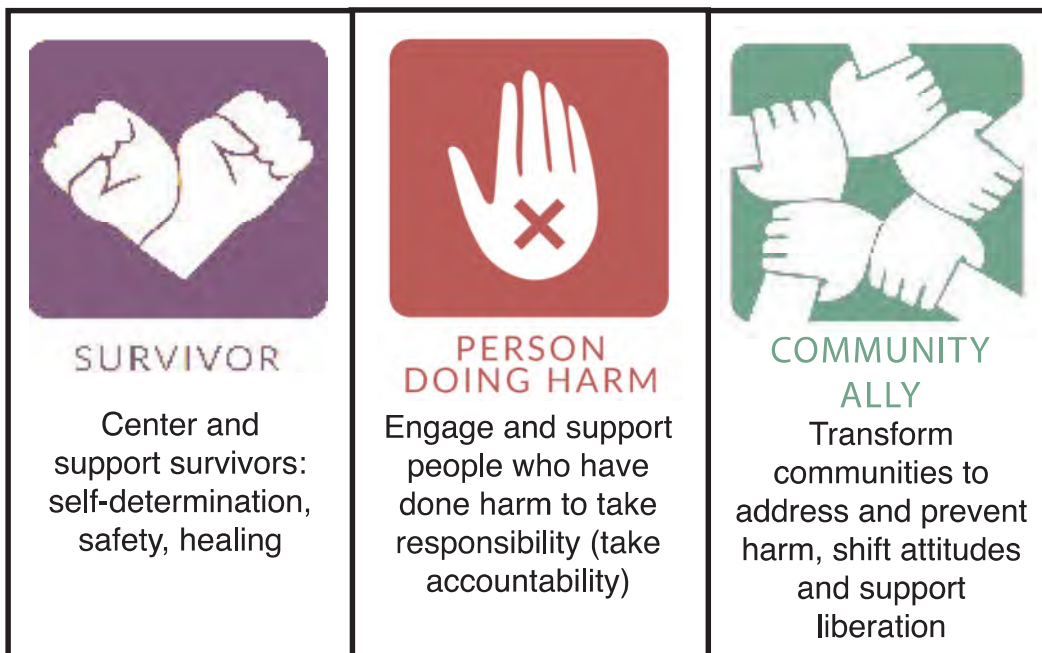 SURVIVOR
Center and
support survivors:
self-determination,
safety, healing
PERSON
DOING HARM
Engage and support
people who have
done harm to take
responsibility (take
accountability)
COMMUNITY
ALLY
Transform
communities to
address and prevent
harm, shift attitudes
and support
liberation